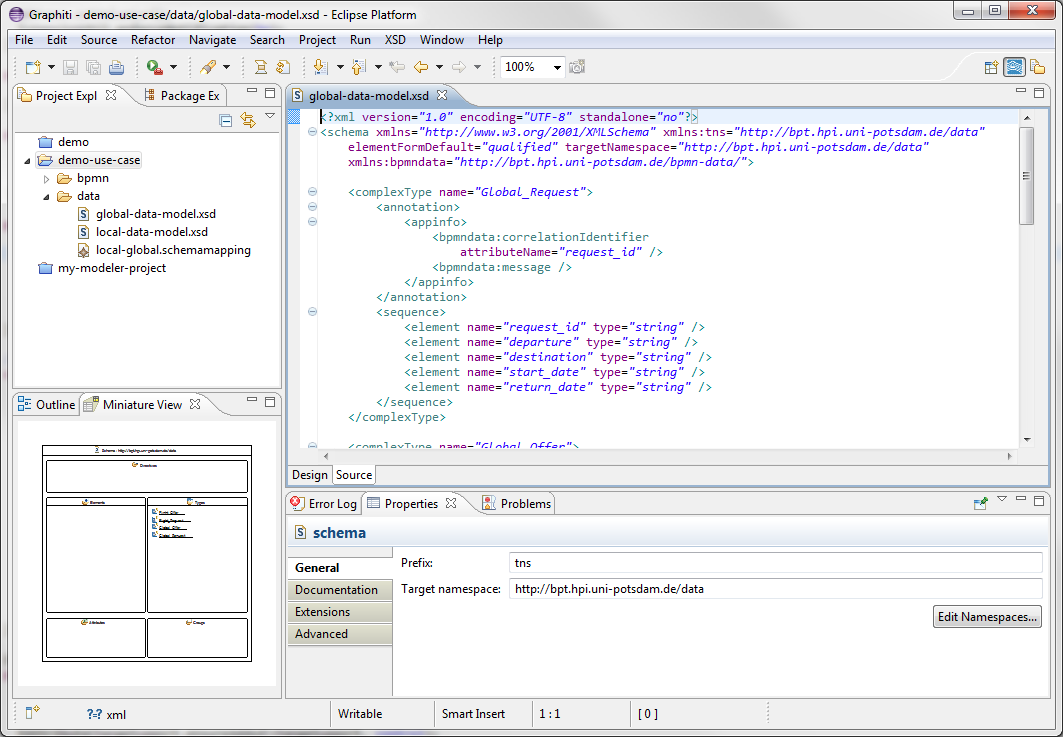 Graphiti - demo-use-case/data/global-data-model.xsd - Eclipse Platform
File Edit Source Refactor Navigate Search Project Run XSD Window Help
100%
Project Expl
Package Ex
demo
demo-use-case
bpmn
data
global-data-model.xsd
local-data-model.xsd
local-global.schemamapping
my-modeler-project
global-data-model.xsd
<?xml version="1.0" encoding="UTF-8" standalone="no"?>
<schema xmlns="http://www.w3.org/2001/XMLSchema" xmlns:tns="http://bpt.hpi.uni-potsdam.de/data"
elementFormDefault="qualified" targetNamespace="http://bpt.hpi.uni-potsdam.de/data"
xmlns:bpmndata="http://bpt.hpi.uni-potsdam.de/bpmn-data/">
<complexType name="Global_Request">
<annotation>
<appinfo>
<bpmndata:correlationIdentifier
attributeName="request_id" />
<bpmndata:message />
</appinfo>
</annotation>
<sequence>
<element name="request_id" type="string" />
<element name="departure" type="string" />
<element name="destination" type="string" />
<element name="start_date" type="string" />
<element name="return_date" type="string" />
</sequence>
</complexType>
<complexType name="Global_Offer">
Design Source
Outline
Miniature View
Schema : http://bpt.hpi.uni-potsdam.de/data
Directives
Elements
Types
Attributes
Groups
Error Log
Properties
Problems
schema
General
Documentation
Extensions
Advanced
Prefix:
tns
Target namespace:
http://bpt.hpi.uni-potsdam.de/data
Edit Namespaces...
?=? xml
Writable
Smart Insert
1 : 1
[ 0 ]